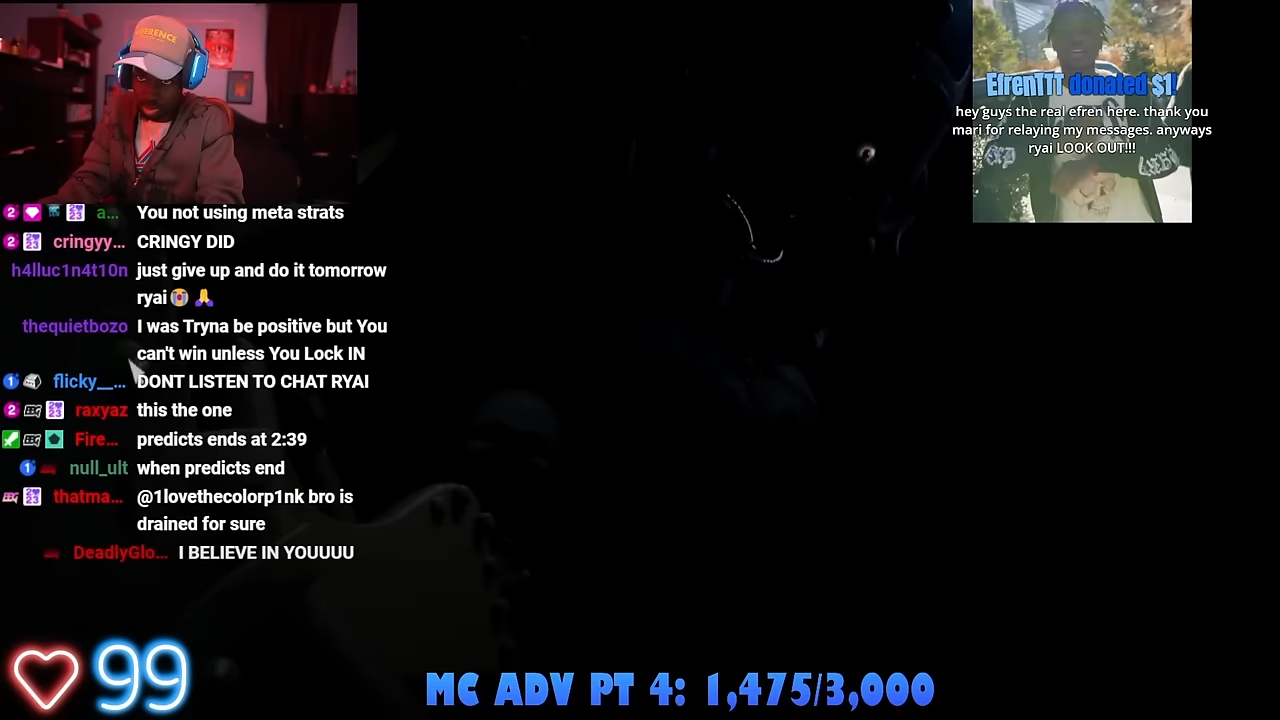 EfrenTTT donated $1!
hey guys the real efren here. thank you
mari for relaying my messages. anyways
ryai LOOK OUT!!!
a... You not using meta strats
cringyy... CRINGY DID
h4lluc1n4t10n just give up and do it tomorrow
ryai😭 🙏
thequietbozo I was Tryna be positive but You
can't win unless You Lock IN
flicky__... DONT LISTEN TO CHAT RYAI
raxyaz this the one
Fire... predicts ends at 2:39
null_ult when predicts end
thatma... @1lovethecolorp1nk bro is
drained for sure
DeadlyGlo... I BELIEVE IN YOUUUU
99
MC ADV PT 4: 1,475/3,000